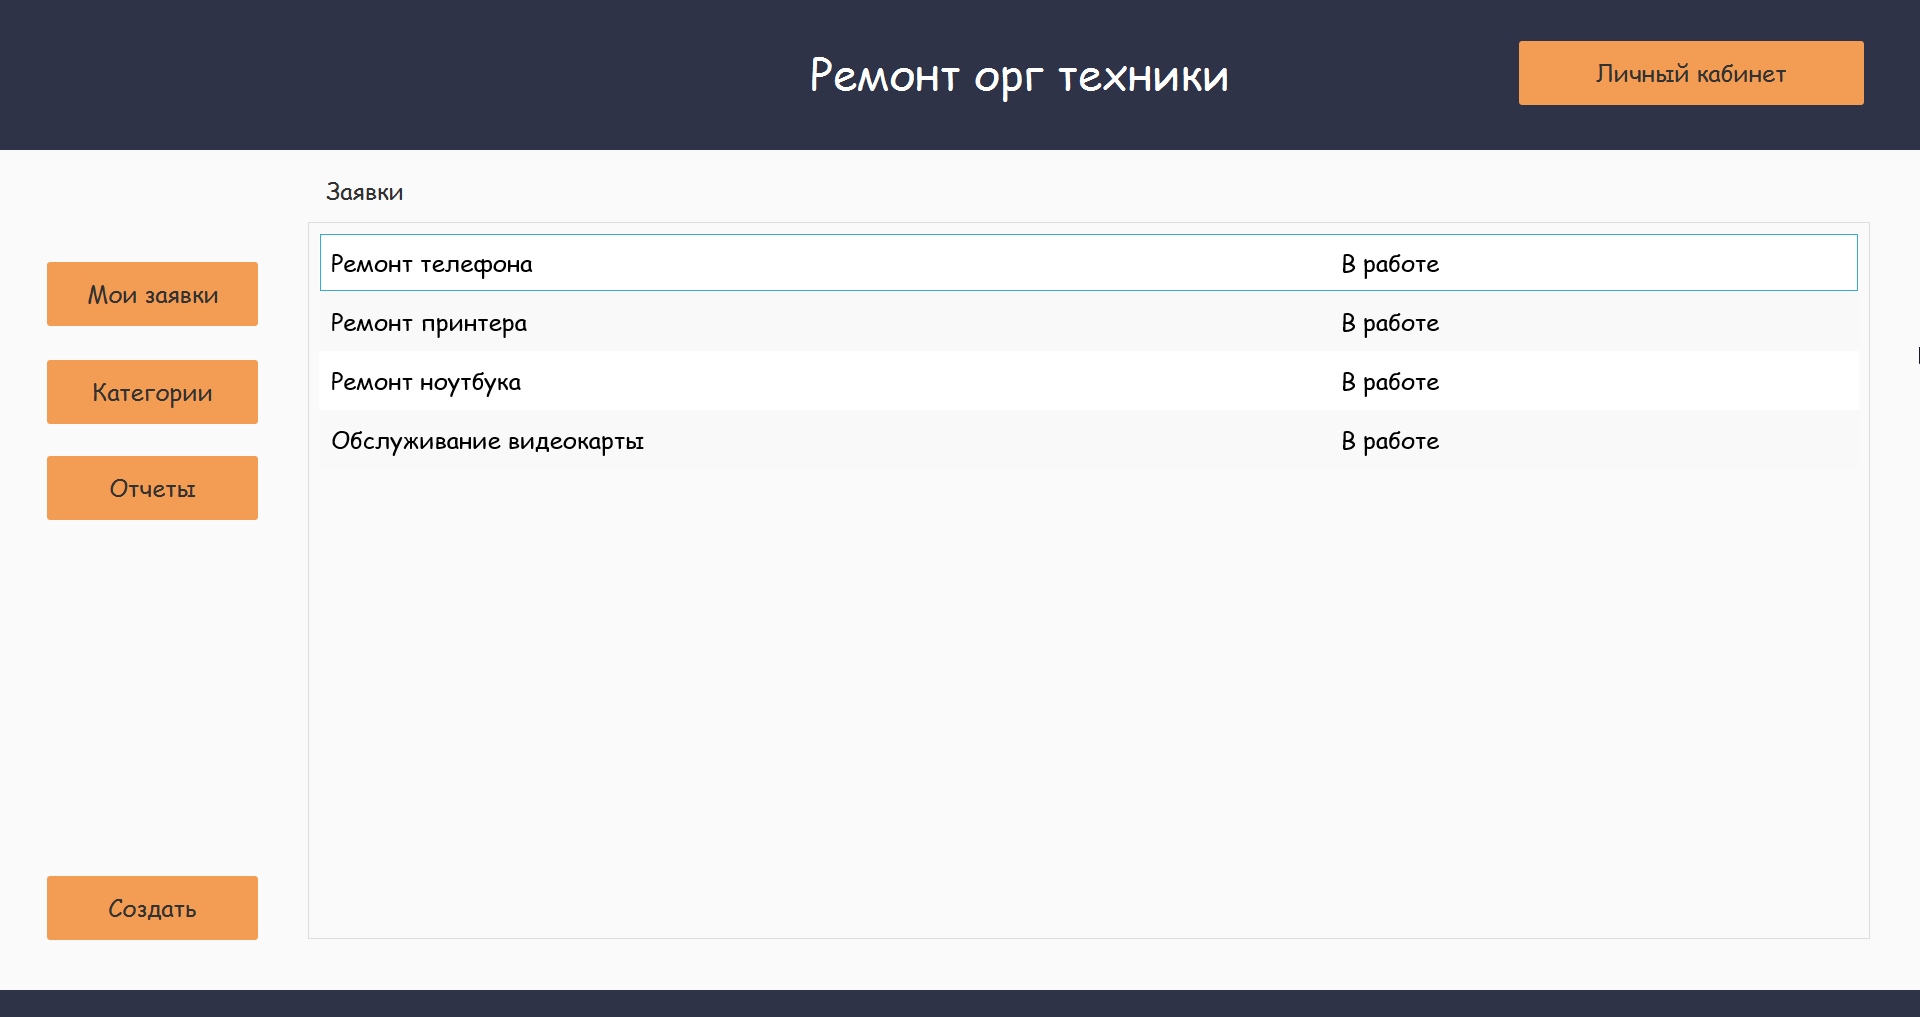 Ремонт орг техники
Личный кабинет
Заявки
Мои заявки
Категории
Отчеты
Создать
Ремонт телефона В работе
Ремонт принтера В работе
Ремонт ноутбука В работе
Обслуживание видеокарты В работе